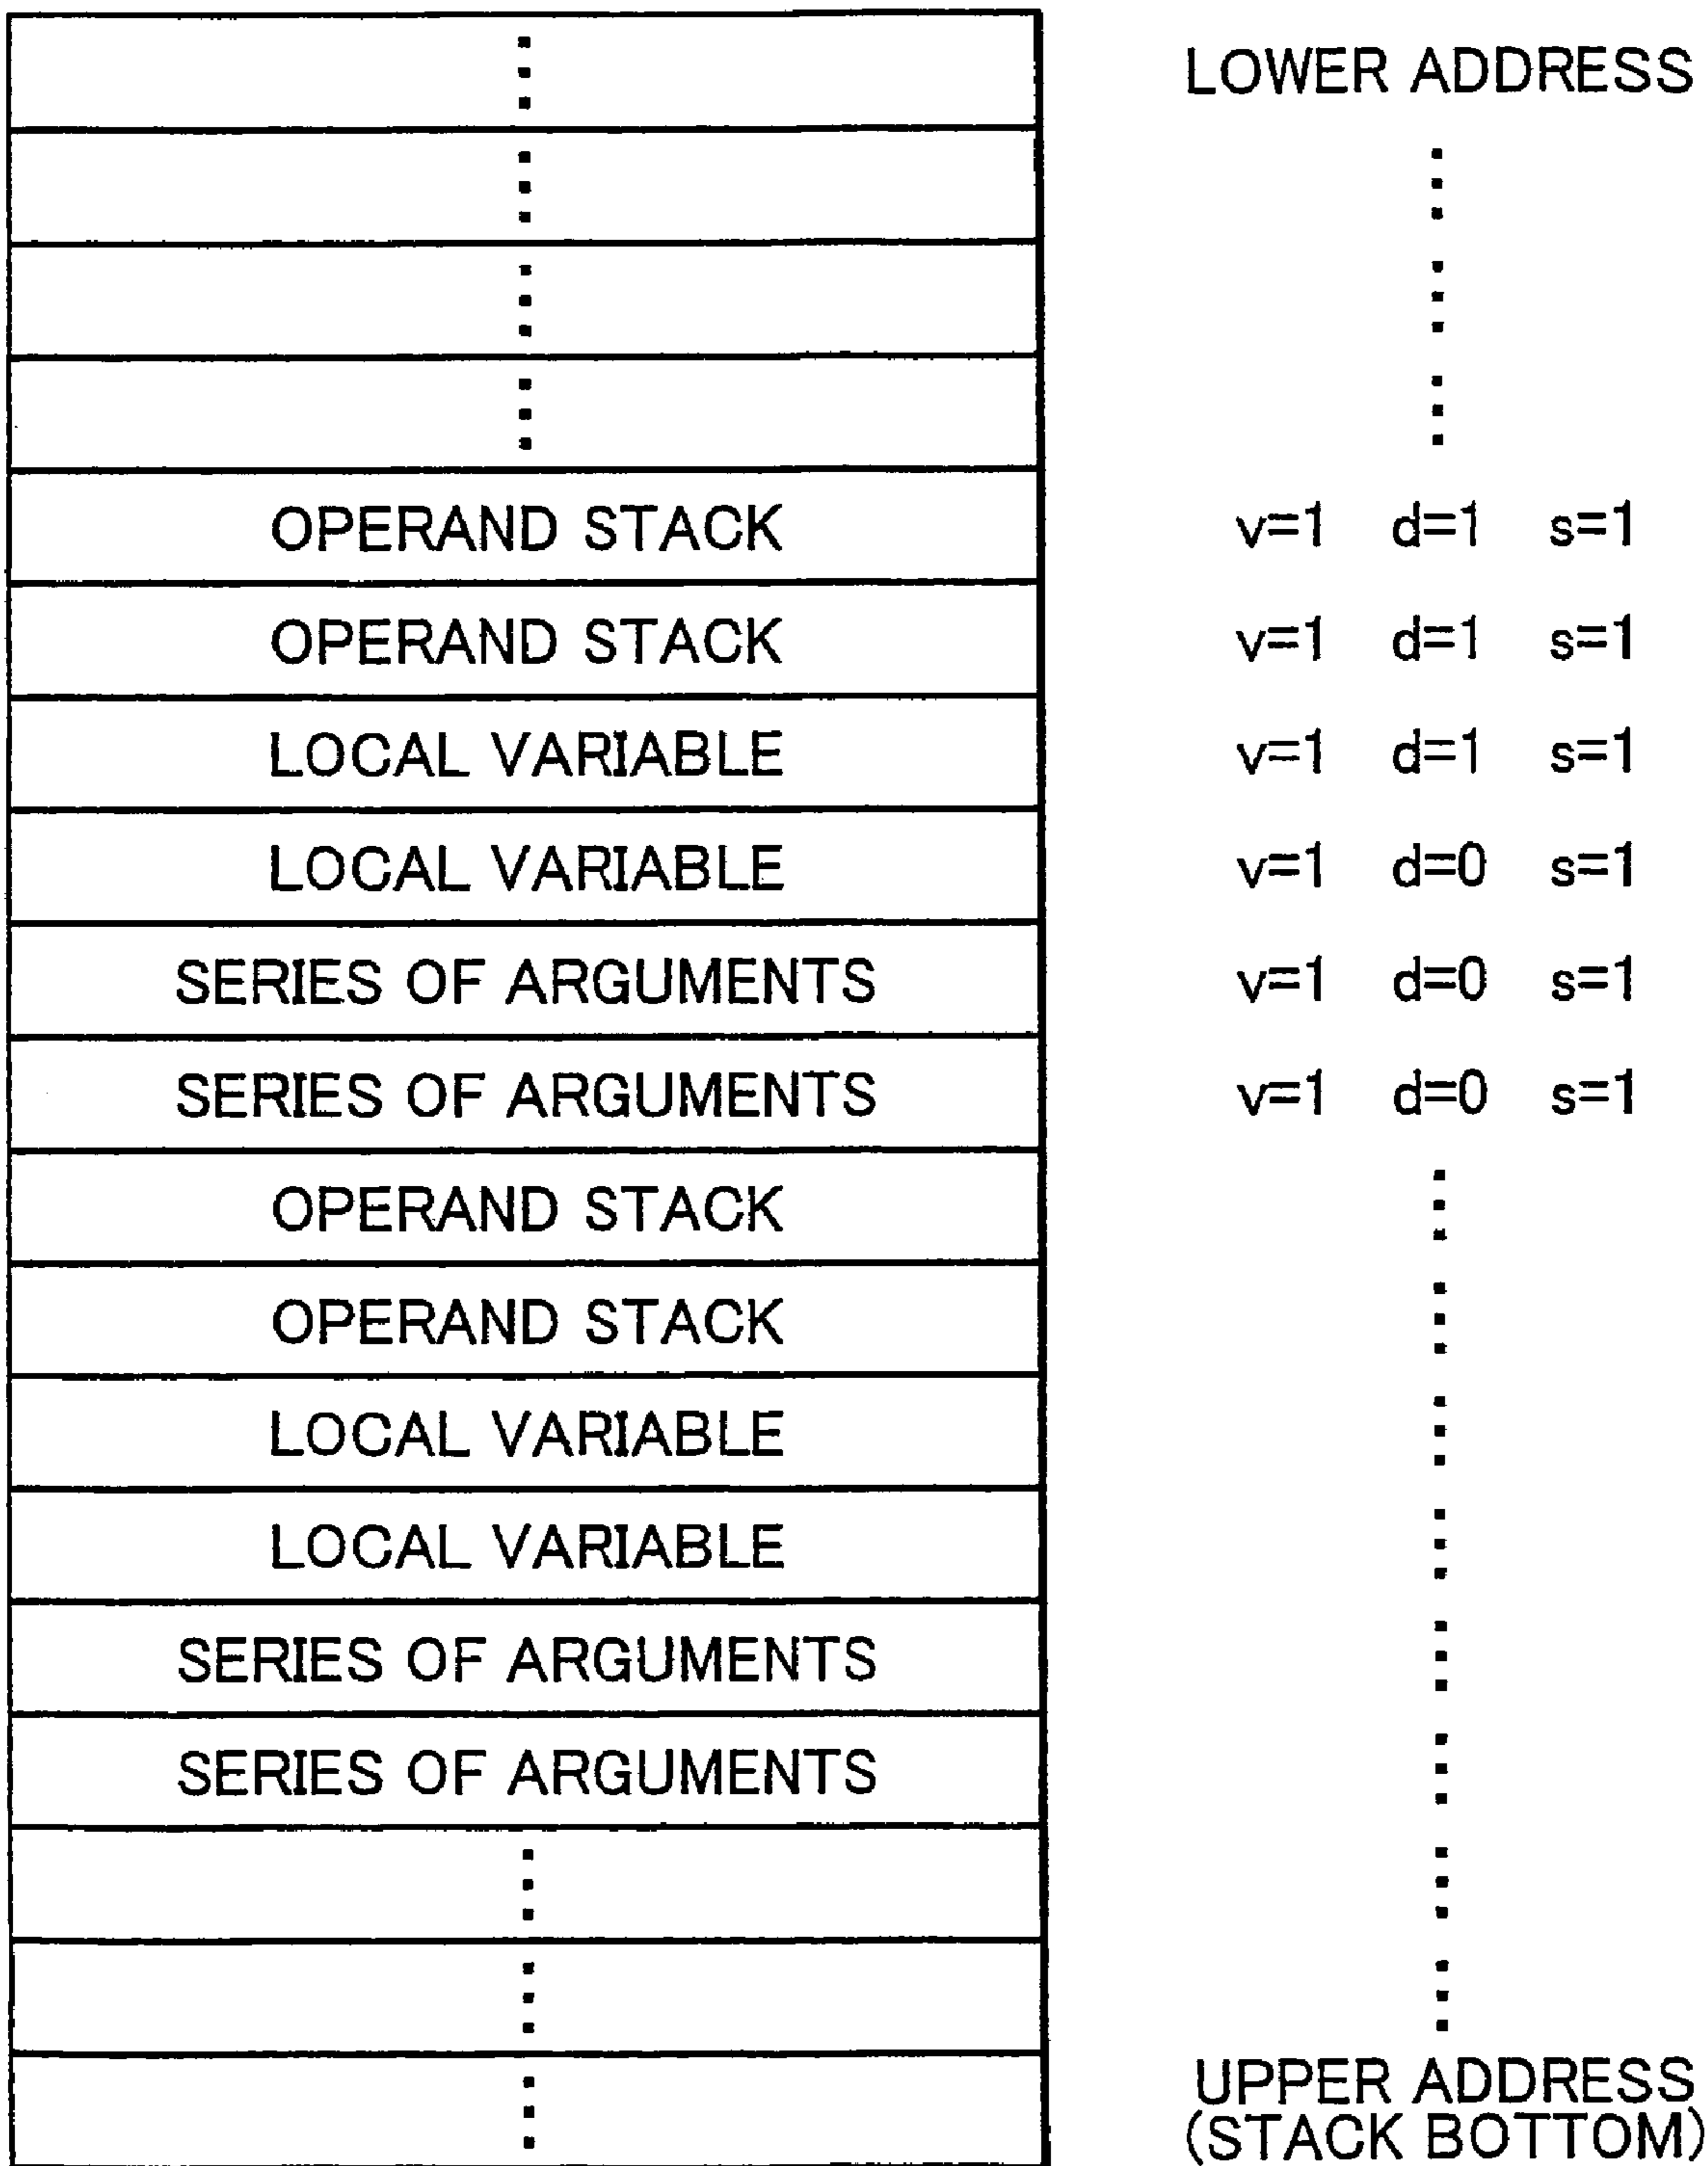 LOWER ADDRESS
OPERAND STACK v=1 d=1 s=1
OPERAND STACK v=1 d=1 s=1
LOCAL VARIABLE v=1 d=1 s=1
LOCAL VARIABLE v=1 d=0 s=1
SERIES OF ARGUMENTS v=1 d=0 s=1
SERIES OF ARGUMENTS v=1 d=0 s=1
OPERAND STACK
OPERAND STACK
LOCAL VARIABLE
LOCAL VARIABLE
SERIES OF ARGUMENTS
SERIES OF ARGUMENTS
UPPER ADDRESS
(STACK BOTTOM)